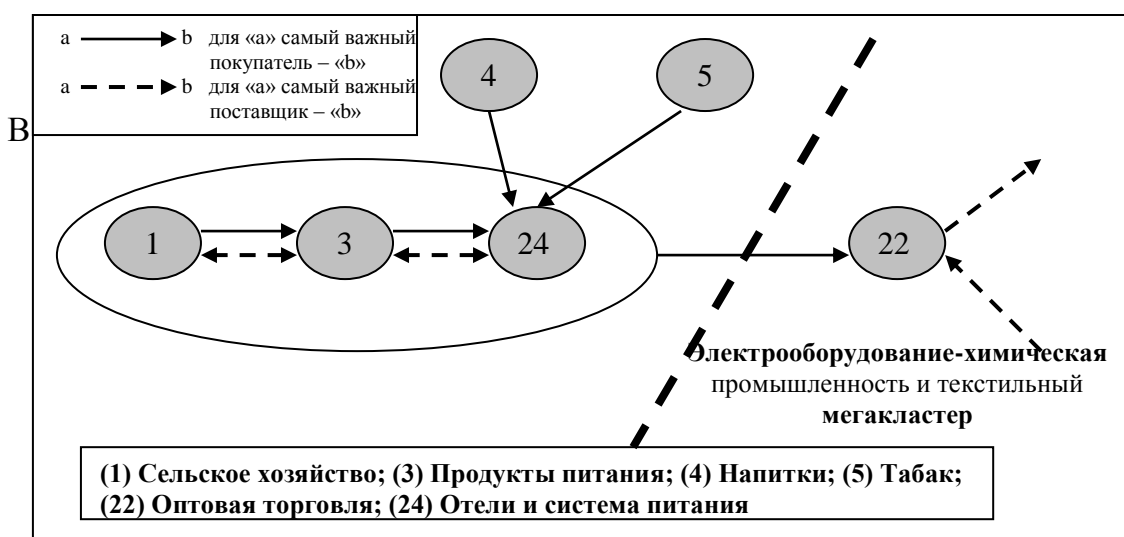 a b для «a» самый важный
покупатель – «b»
a b для «a» самый важный
поставщик – «b»
В
4
5
1
3
24
22
Электрооборудование-химическая
промышленность и текстильный
мегакластер
(1) Сельское хозяйство; (3) Продукты питания; (4) Напитки; (5) Табак;
(22) Оптовая торговля; (24) Отели и система питания